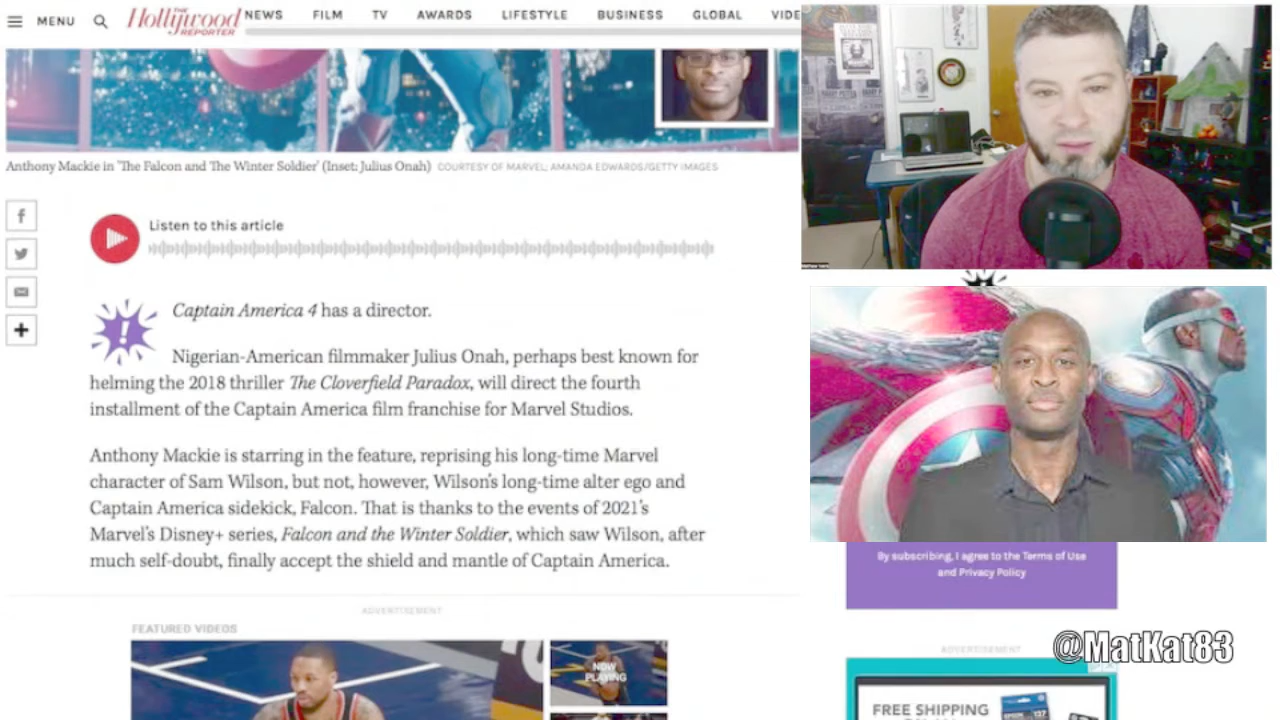 MENU
THE
Hollywood
REPORTER
NEWS FILM TV AWARDS LIFESTYLE BUSINESS GLOBAL VIDE
Anthony Mackie in 'The Falcon and The Winter Soldier' (Inset: Julius Onah) COURTESY OF MARVEL; AMANDA EDWARDS/GETTY IMAGES
Listen to this article
Captain America 4 has a director.
Nigerian-American filmmaker Julius Onah, perhaps best known for
helming the 2018 thriller The Cloverfield Paradox, will direct the fourth
installment of the Captain America film franchise for Marvel Studios.
Anthony Mackie is starring in the feature, reprising his long-time Marvel
character of Sam Wilson, but not, however, Wilson's long-time alter ego and
Captain America sidekick, Falcon. That is thanks to the events of 2021's
Marvel's Disney+ series, Falcon and the Winter Soldier, which saw Wilson, after
much self-doubt, finally accept the shield and mantle of Captain America.
ADVERTISEMENT
FEATURED VIDEOS
NOW
PLAYING
By subscribing, I agree to the Terms of Use
and Privacy Policy
@MatKat83
ADVERTISEMENT
FREE SHIPPING